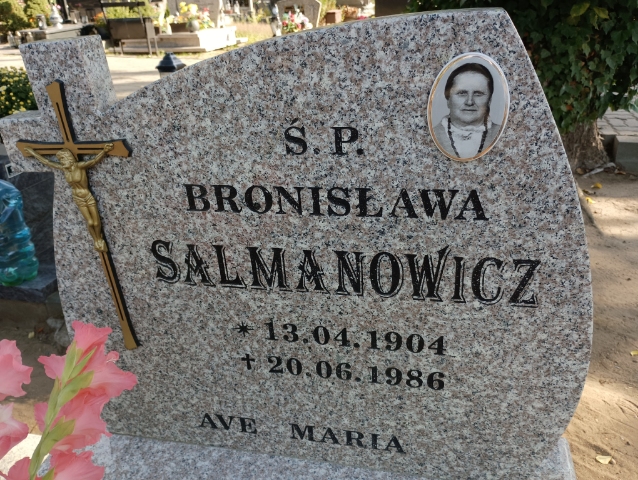 Ś. P.
BRONISŁAWA
SALMANOWICZ
* 13.04.1904
✝ 20.06.1986
AVE MARIA